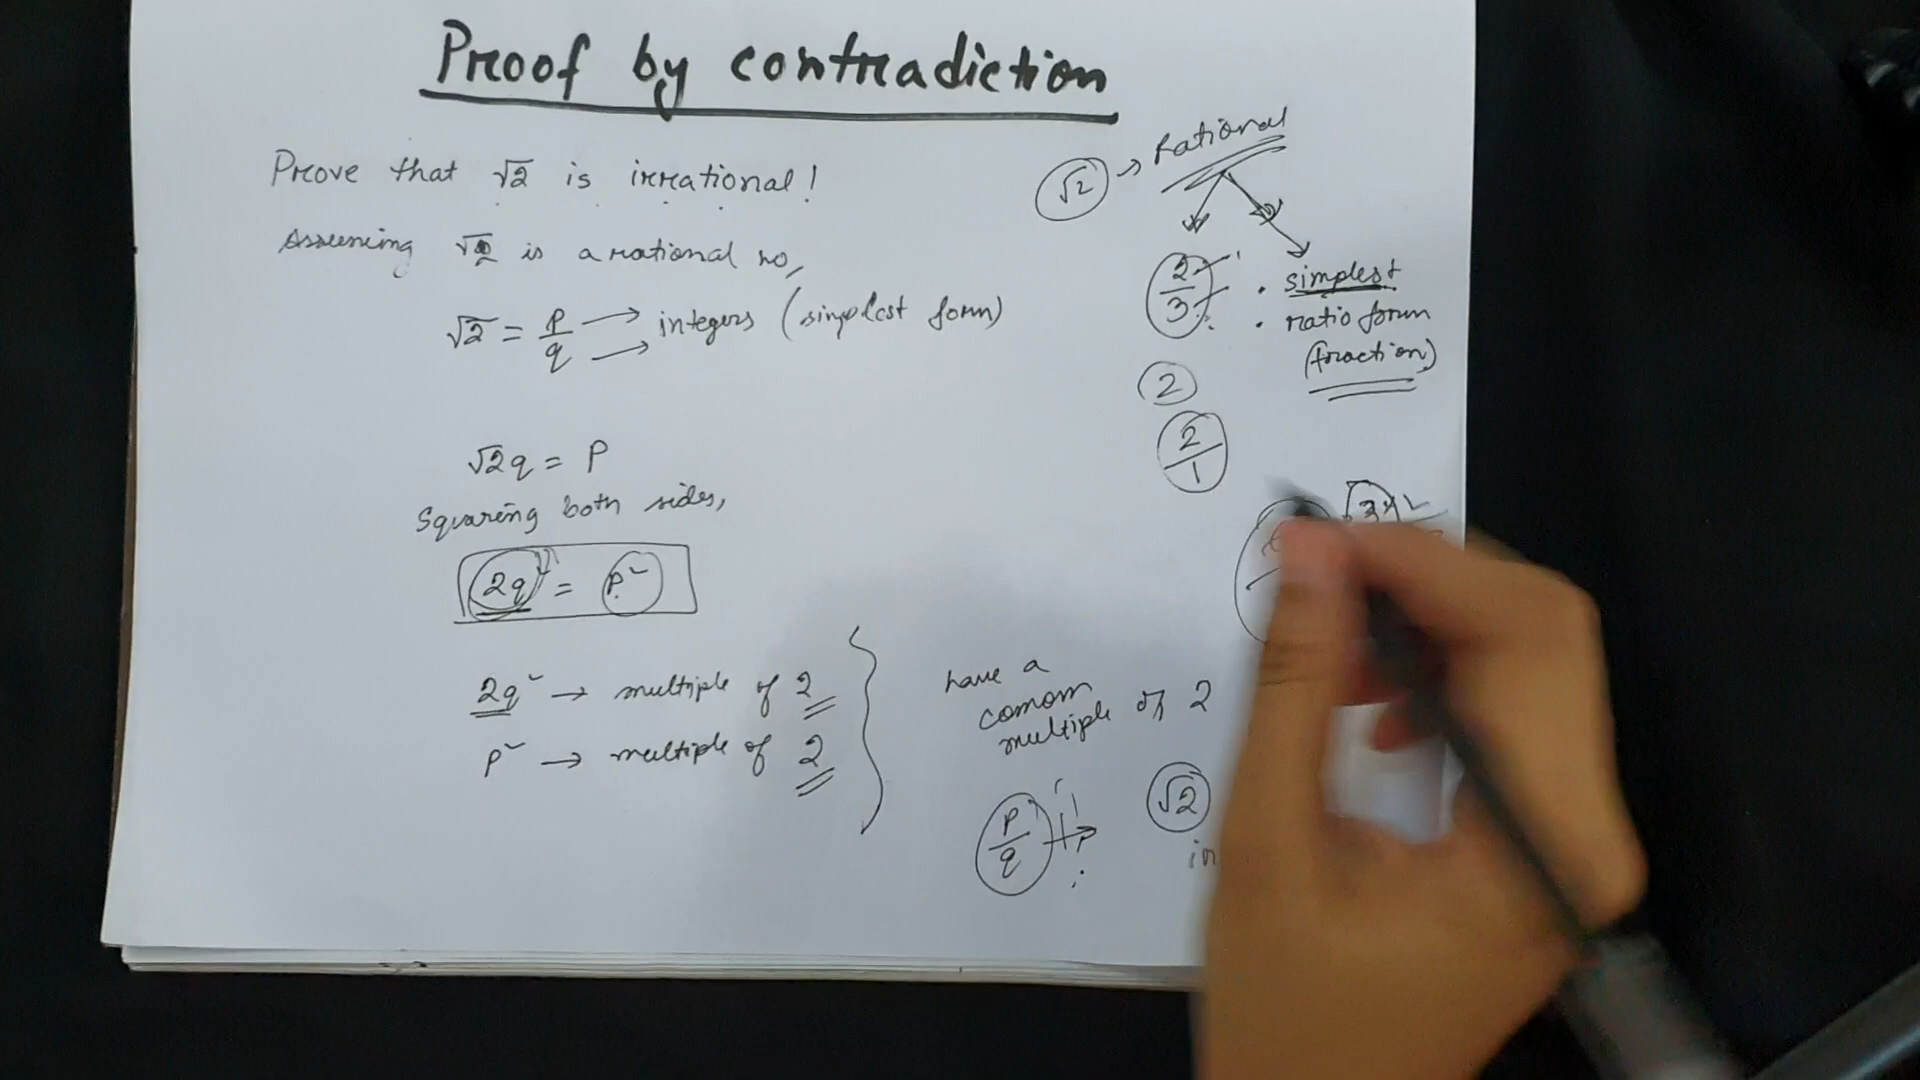 Proof by contradiction
Prove that √2 is irrational!
Assuming √2 is a rational no,
√2 = p/q → integers (simplest form)
√2q = P
Squaring both sides,
2q² = p²
2q² → multiple of 2
p² → multiple of 2
√2 → Rational
2/3
• simplest
• ratio form
(fraction)
2
2/1
have a
comom
multiple of 2
p/q
√2
in